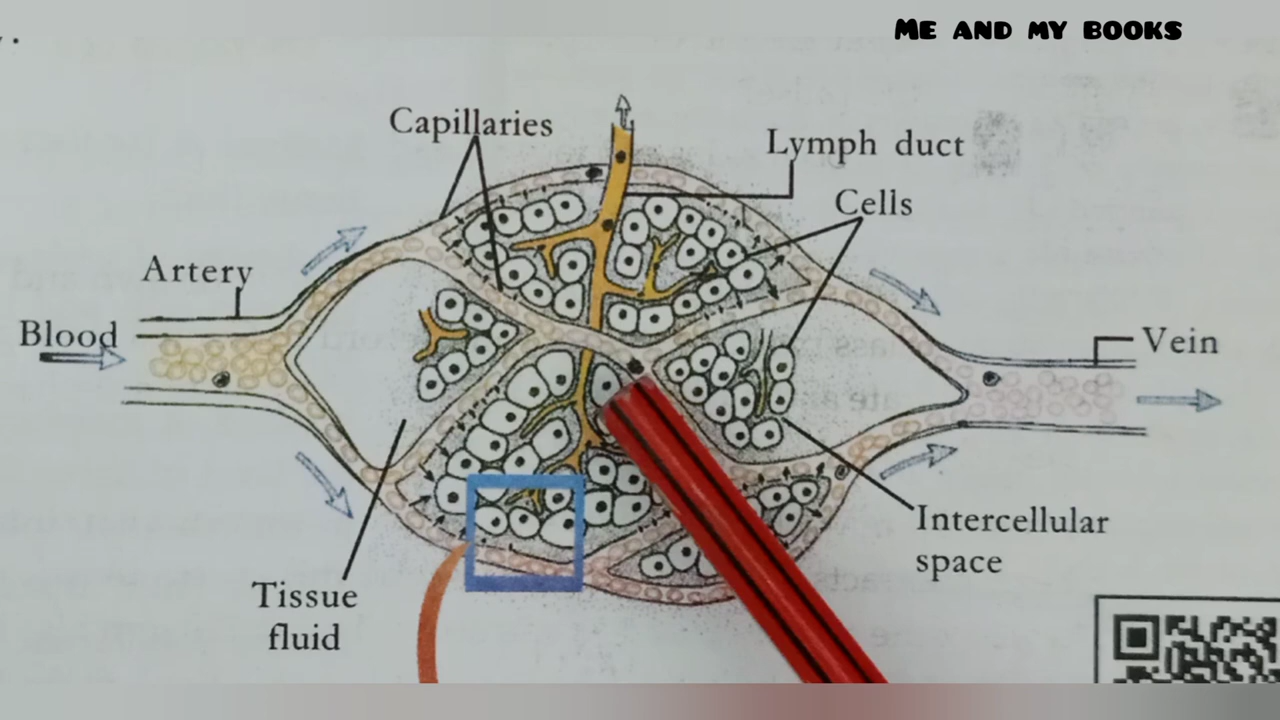 ME AND MY BOOKS
Capillaries
Lymph duct
Cells
Artery
Blood
Vein
Intercellular
space
Tissue
fluid